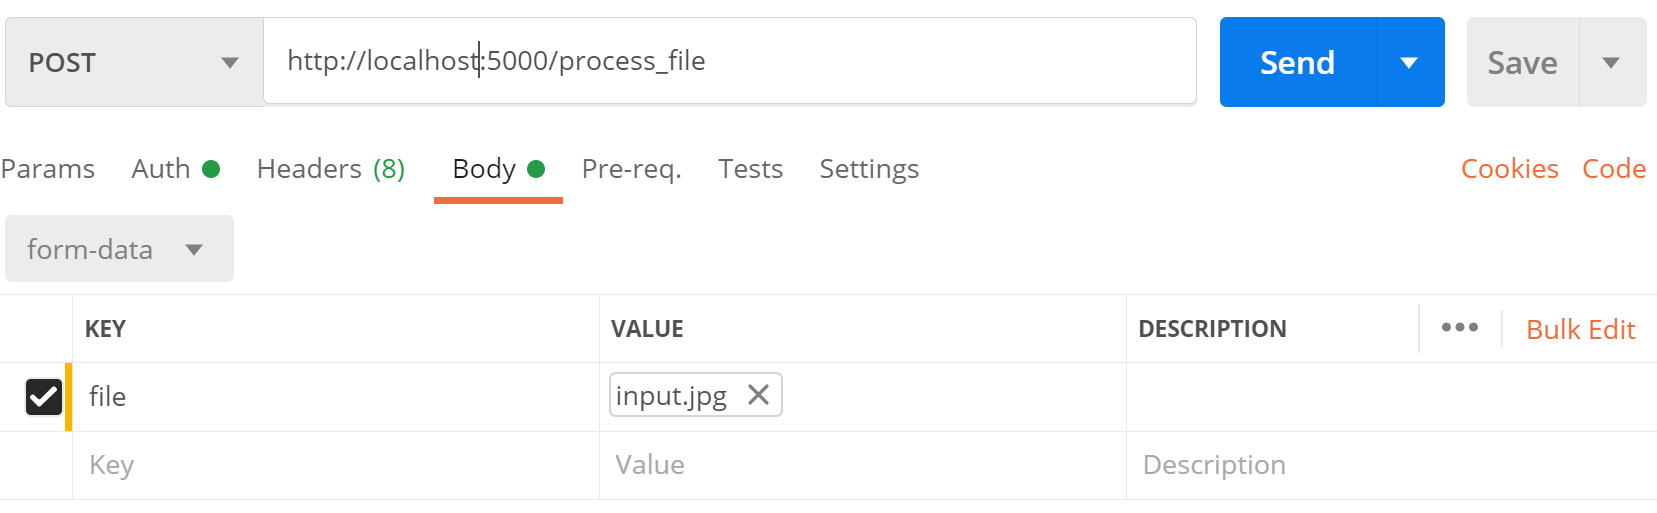 POST http://localhost:5000/process_file Send Save
Params Auth Headers (8) Body Pre-req. Tests Settings Cookies Code
form-data
KEY VALUE DESCRIPTION ••• Bulk Edit
file input.jpg
Key Value Description